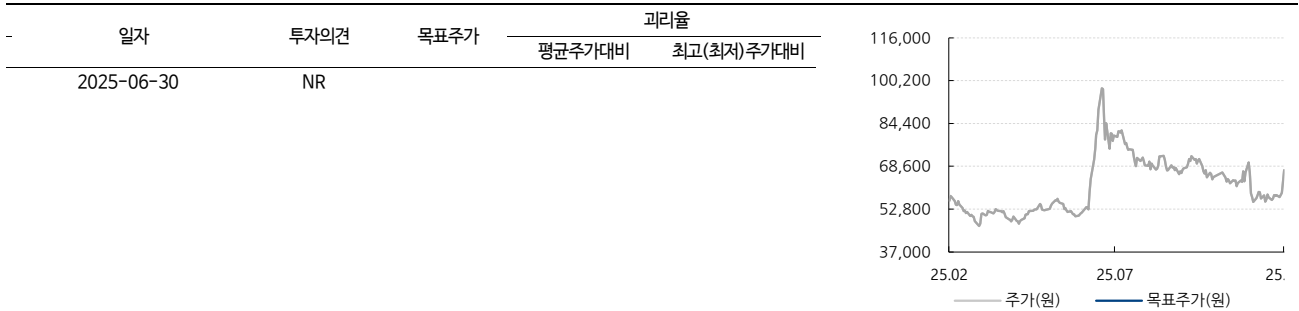 일자 투자의견 목표주가 괴리율
평균주가대비 최고(최저)주가대비
2025-06-30 NR
116,000
100,200
84,400
68,600
52,800
37,000
25.02 25.07 25.
주가(원) 목표주가(원)